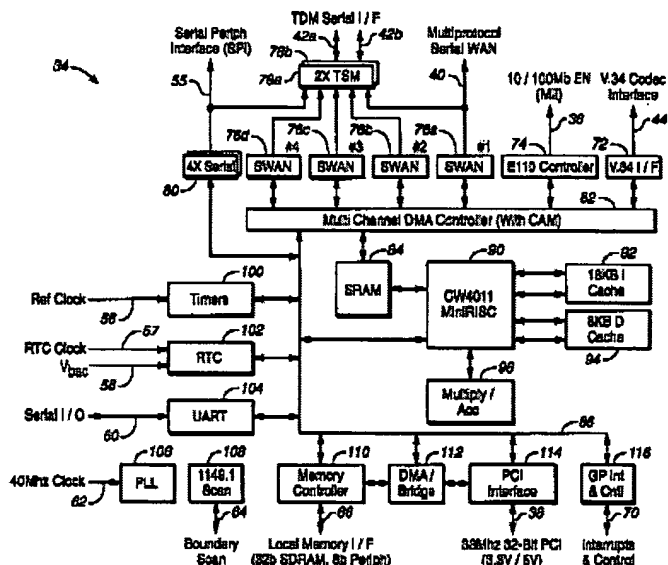 TDM Serial I / F
Serial Periph
Interface (SPI)
42a
42b
Multiprotocol
Serial WAN
34
78b
78a
2X TSM
55
40
10 / 100Mb EN
(MII)
V.34 Codec
Interface
38
44
76d
76c
76b
76a
74
72
#4
#3
#2
#1
4X Serial
SWAN
SWAN
SWAN
SWAN
E110 Controller
V.34 I / F
80
82
Multi Channel DMA Controller (With CAM)
100
84
90
92
Ref Clock
Timers
SRAM
CW4011
MiniRISC
16KB I
Cache
56
RTC Clock
57
102
8KB D
Cache
RTC
58
96
94
104
Multiply /
Acc
Serial I / O
UART
60
86
106
108
110
112
114
116
40Mhz Clock
PLL
1149.1
Scan
Memory
Controller
DMA /
Bridge
PCI
Interface
GP Int
& Cntl
62
64
66
36
70
Boundary
Scan
Local Memory I / F
(32b SDRAM, 8b Periph)
33Mhz 32-Bit PCI
(3.3V / 5V)
Interrupts
& Control